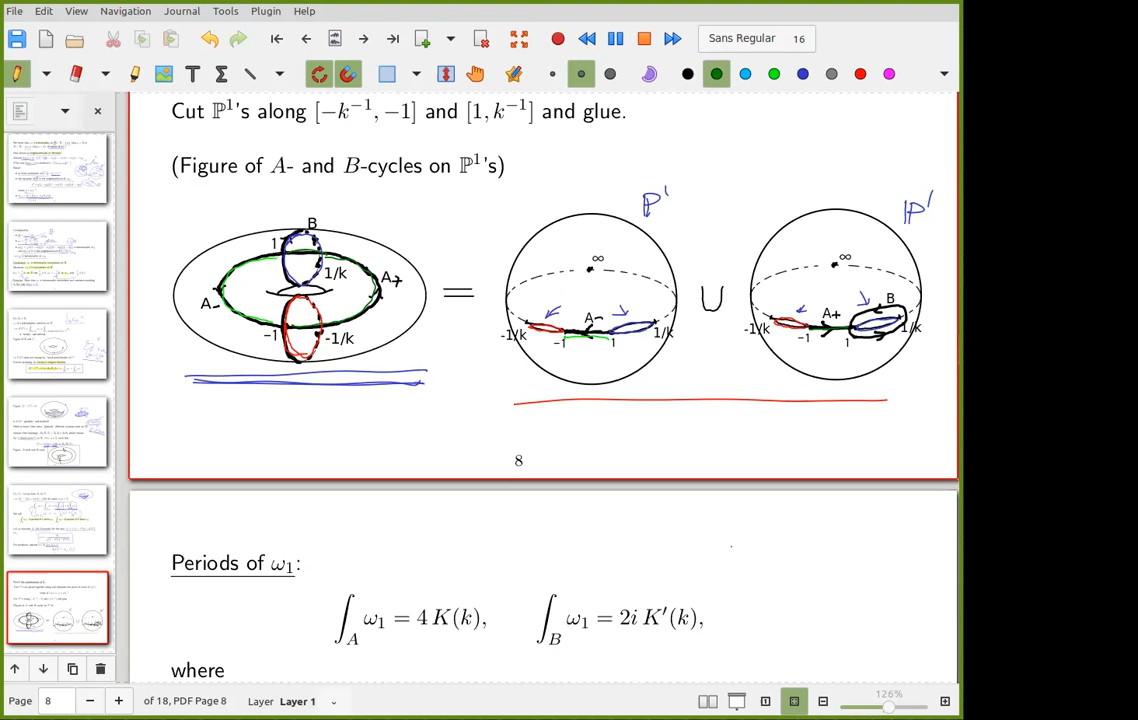 File Edit View Navigation Journal Tools Plugin Help
Sans Regular 16
Cut ℙ¹'s along [−k⁻¹, −1] and [1, k⁻¹] and glue.
(Figure of A- and B-cycles on ℙ¹'s)
ℙ¹ ℙ¹
B
1 1/k
A- A+
−1 -1/k
=
∞
A-
-1/k −1 1 1/k
∪
∞
A+ B
-1/k −1 1 1/k
8
Periods of ω₁:
∫_A ω₁ = 4 K(k), ∫_B ω₁ = 2i K′(k),
where
Page 8 of 18, PDF Page 8 Layer Layer 1 126%